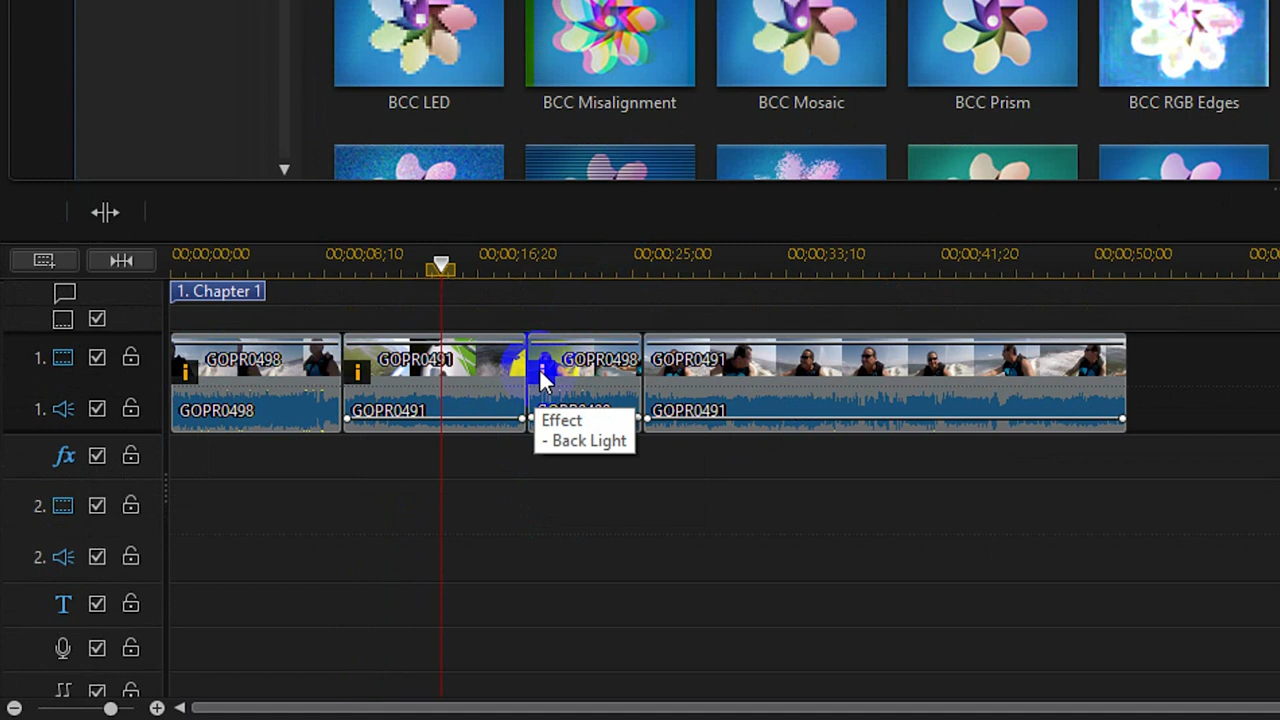 BCC LED
BCC Misalignment
BCC Mosaic
BCC Prism
BCC RGB Edges
00;00;00;00
00;00;08;10
00;00;16;20
00;00;25;00
00;00;33;10
00;00;41;20
00;00;50;00
1. Chapter 1
1.
GOPR0498
GOPR0491
GOPR0498
GOPR0491
1.
GOPR0498
GOPR0491
GOPR0491
Effect
- Back Light
fx
2.
2.
T